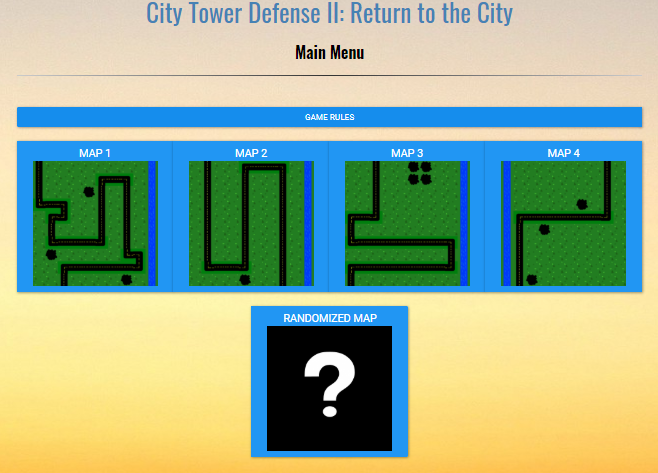 City Tower Defense II: Return to the City
Main Menu
GAME RULES
MAP 1
MAP 2
MAP 3
MAP 4
RANDOMIZED MAP
?